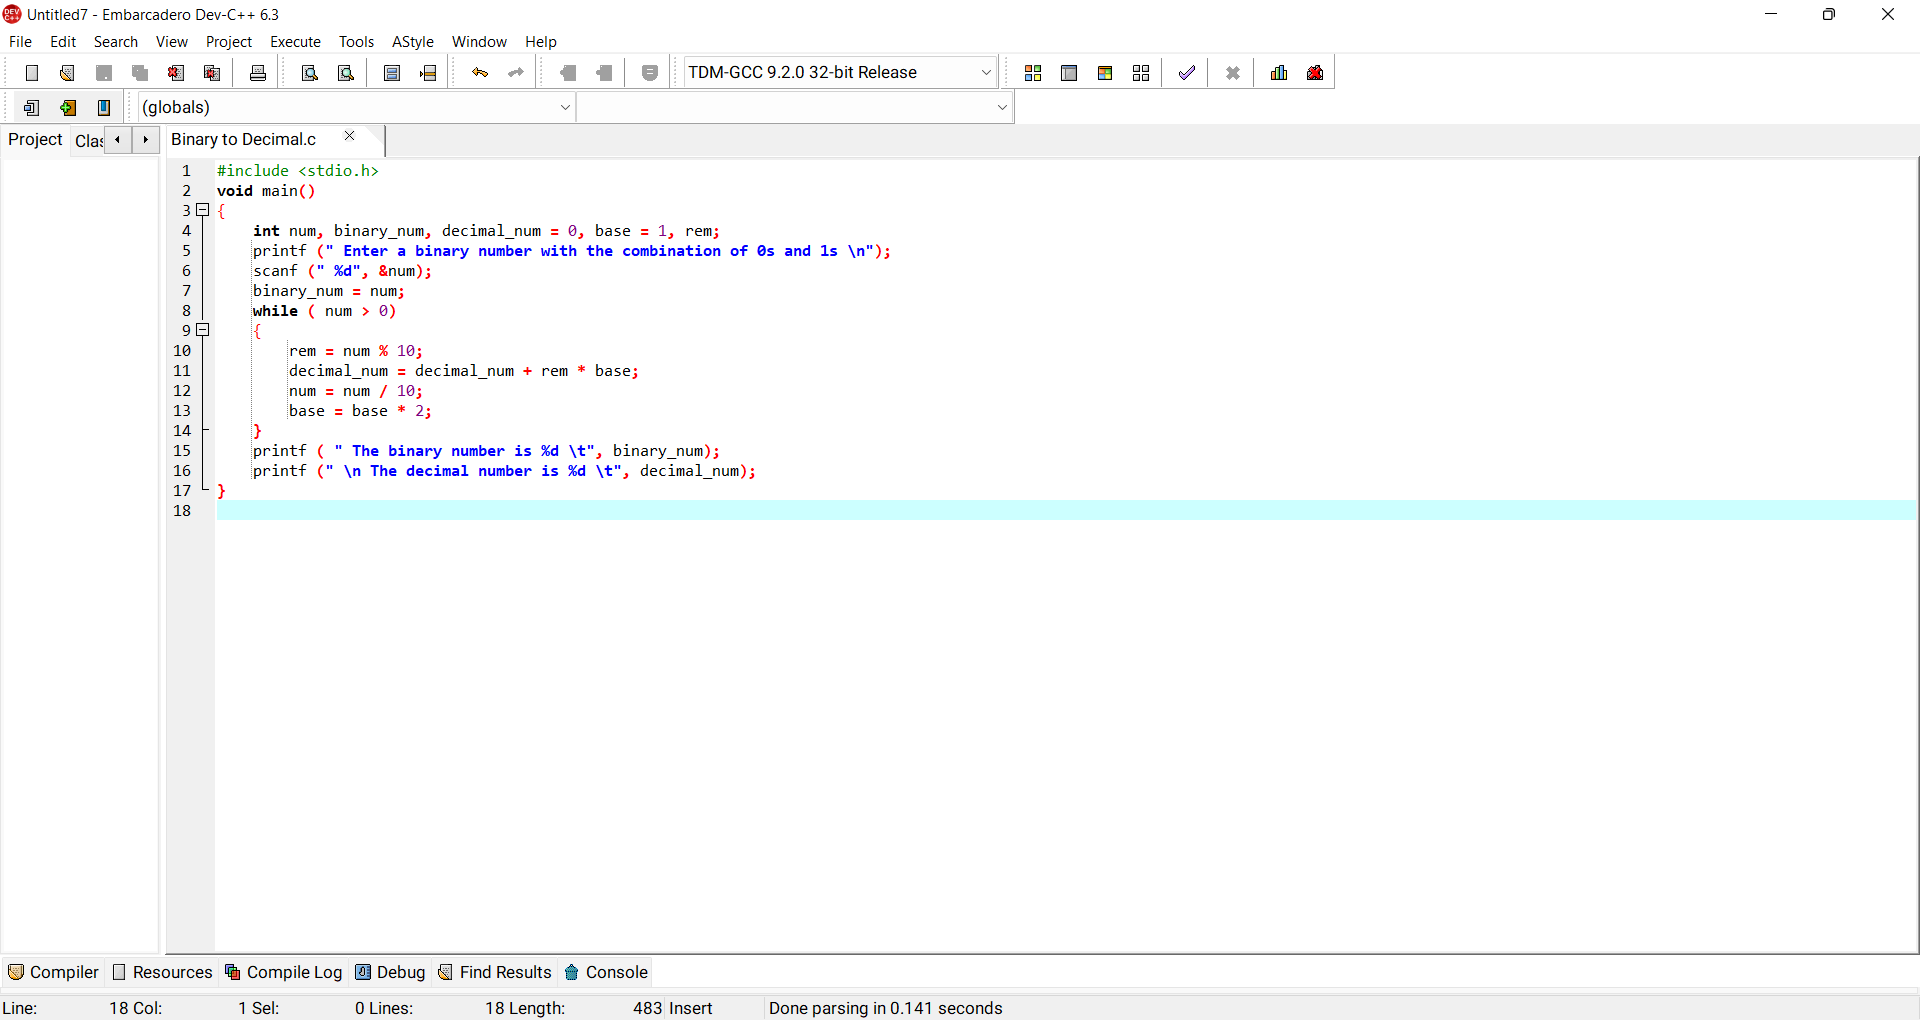 Untitled7 - Embarcadero Dev-C++ 6.3
File Edit Search View Project Execute Tools AStyle Window Help
TDM-GCC 9.2.0 32-bit Release
(globals)
Project Clas Binary to Decimal.c
1 #include <stdio.h>
2 void main()
3 {
4 int num, binary_num, decimal_num = 0, base = 1, rem;
5 printf (" Enter a binary number with the combination of 0s and 1s \n");
6 scanf (" %d", &num);
7 binary_num = num;
8 while ( num > 0)
9 {
10 rem = num % 10;
11 decimal_num = decimal_num + rem * base;
12 num = num / 10;
13 base = base * 2;
14 }
15 printf ( " The binary number is %d \t", binary_num);
16 printf (" \n The decimal number is %d \t", decimal_num);
17 }
18
Compiler Resources Compile Log Debug Find Results Console
Line: 18 Col: 1 Sel: 0 Lines: 18 Length: 483 Insert Done parsing in 0.141 seconds